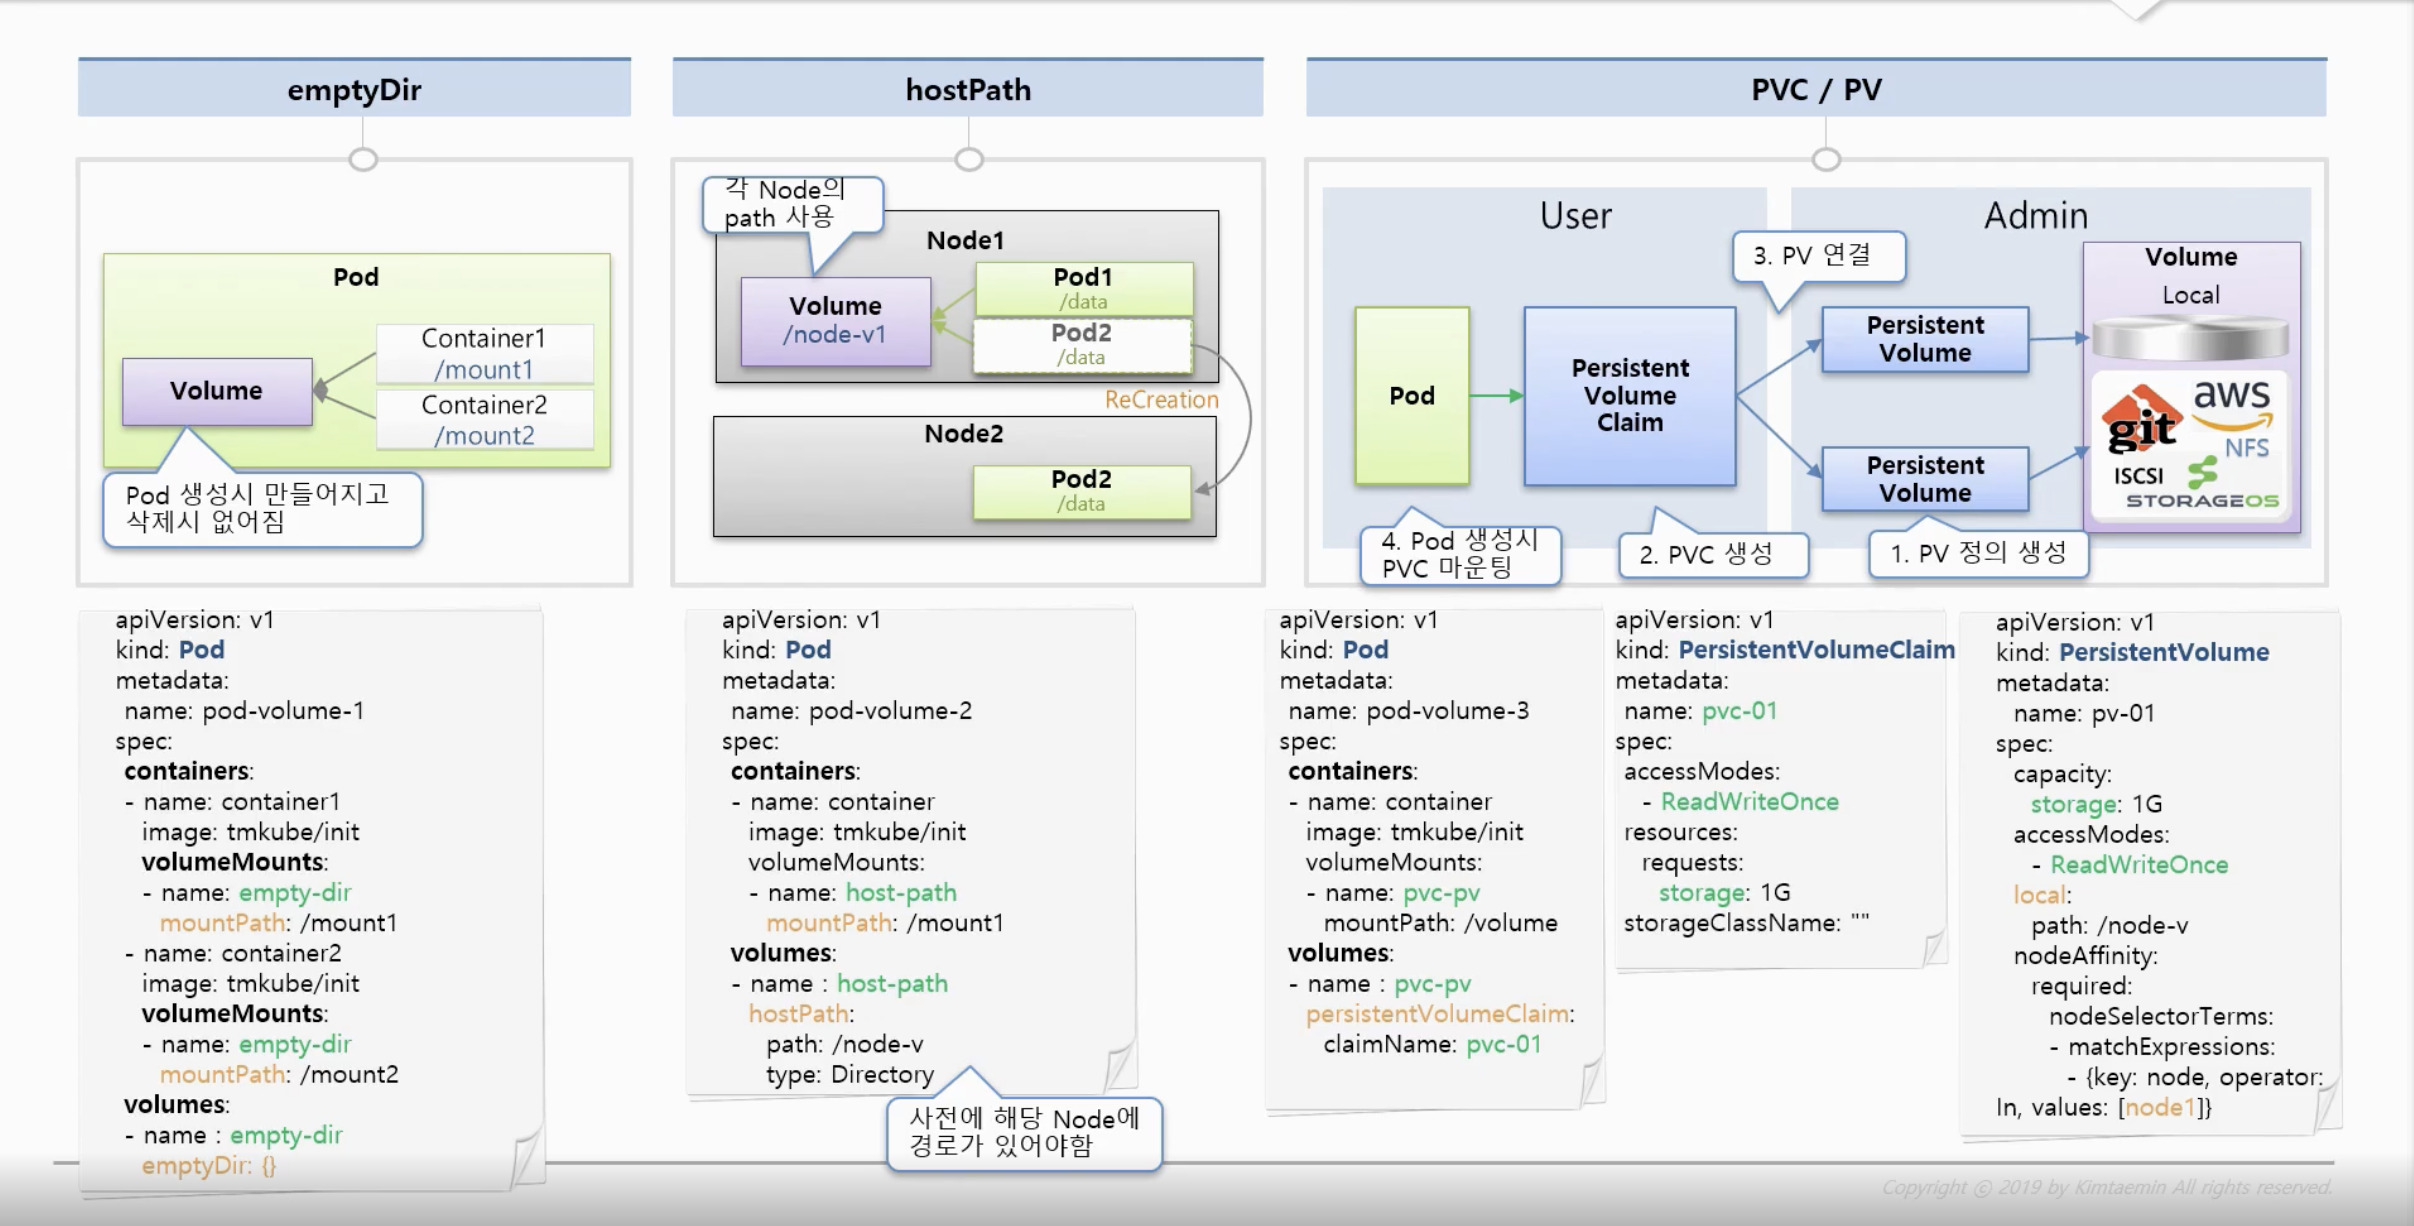 emptyDir
Pod
Container1
/mount1
Volume
Container2
/mount2
Pod 생성시 만들어지고
삭제시 없어짐
apiVersion: v1
kind: Pod
metadata:
name: pod-volume-1
spec:
containers:
- name: container1
image: tmkube/init
volumeMounts:
- name: empty-dir
mountPath: /mount1
- name: container2
image: tmkube/init
volumeMounts:
- name: empty-dir
mountPath: /mount2
volumes:
- name : empty-dir
emptyDir: {}
hostPath
각 Node의
path 사용
Node1
Volume
/node-v1
Pod1
/data
Pod2
/data
ReCreation
Node2
Pod2
/data
apiVersion: v1
kind: Pod
metadata:
name: pod-volume-2
spec:
containers:
- name: container
image: tmkube/init
volumeMounts:
- name: host-path
mountPath: /mount1
volumes:
- name : host-path
hostPath:
path: /node-v
type: Directory
사전에 해당 Node에
경로가 있어야함
PVC / PV
User
Admin
3. PV 연결
Pod
Persistent
Volume
Claim
Persistent
Volume
Persistent
Volume
Volume
Local
git
aws
NFS
ISCSI
STORAGEOS
4. Pod 생성시
PVC 마운팅
2. PVC 생성
1. PV 정의 생성
apiVersion: v1
kind: Pod
metadata:
name: pod-volume-3
spec:
containers:
- name: container
image: tmkube/init
volumeMounts:
- name: pvc-pv
mountPath: /volume
volumes:
- name : pvc-pv
persistentVolumeClaim:
claimName: pvc-01
apiVersion: v1
kind: PersistentVolumeClaim
metadata:
name: pvc-01
spec:
accessModes:
- ReadWriteOnce
resources:
requests:
storage: 1G
storageClassName: ""
apiVersion: v1
kind: PersistentVolume
metadata:
name: pv-01
spec:
capacity:
storage: 1G
accessModes:
- ReadWriteOnce
local:
path: /node-v
nodeAffinity:
required:
nodeSelectorTerms:
- matchExpressions:
- {key: node, operator:
In, values: [node1]}
Copyright ⓒ 2019 by Kimtaemin All rights reserved.